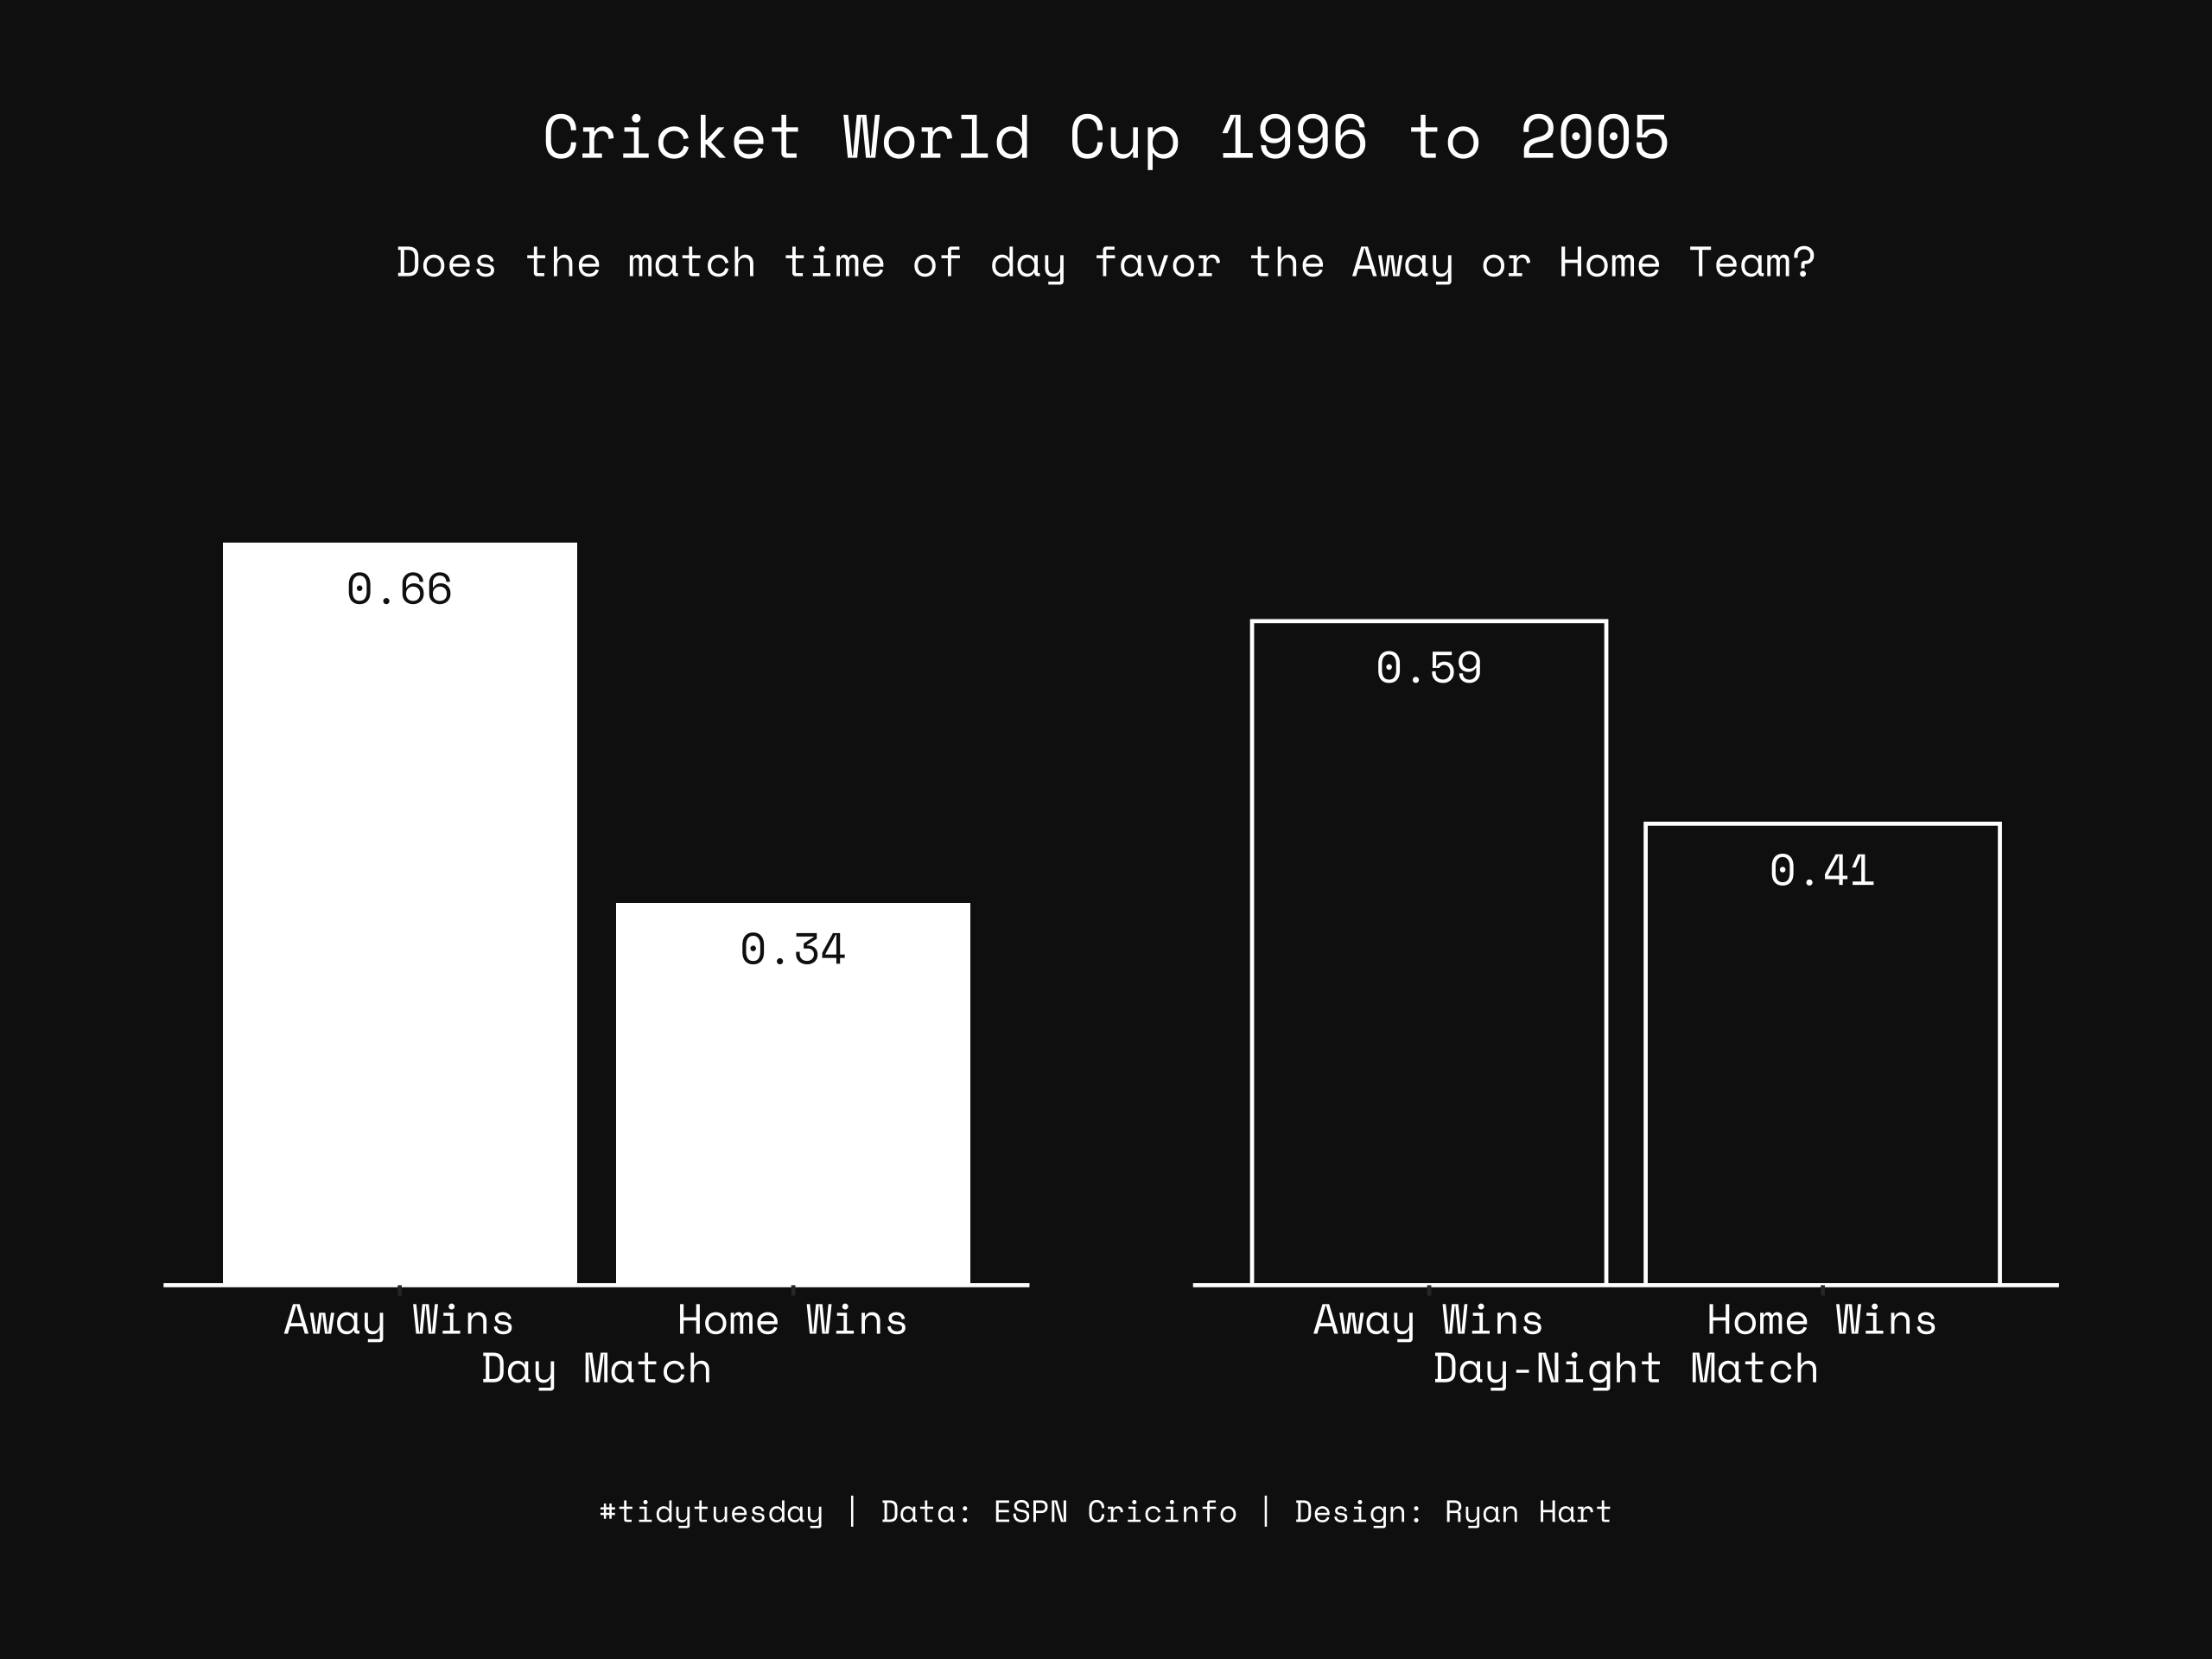 Cricket World Cup 1996 to 2005
Does the match time of day favor the Away or Home Team?
0.66
0.34
Away Wins Home Wins
Day Match
0.59
0.41
Away Wins Home Wins
Day-Night Match
#tidytuesday | Data: ESPN Cricinfo | Design: Ryan Hart